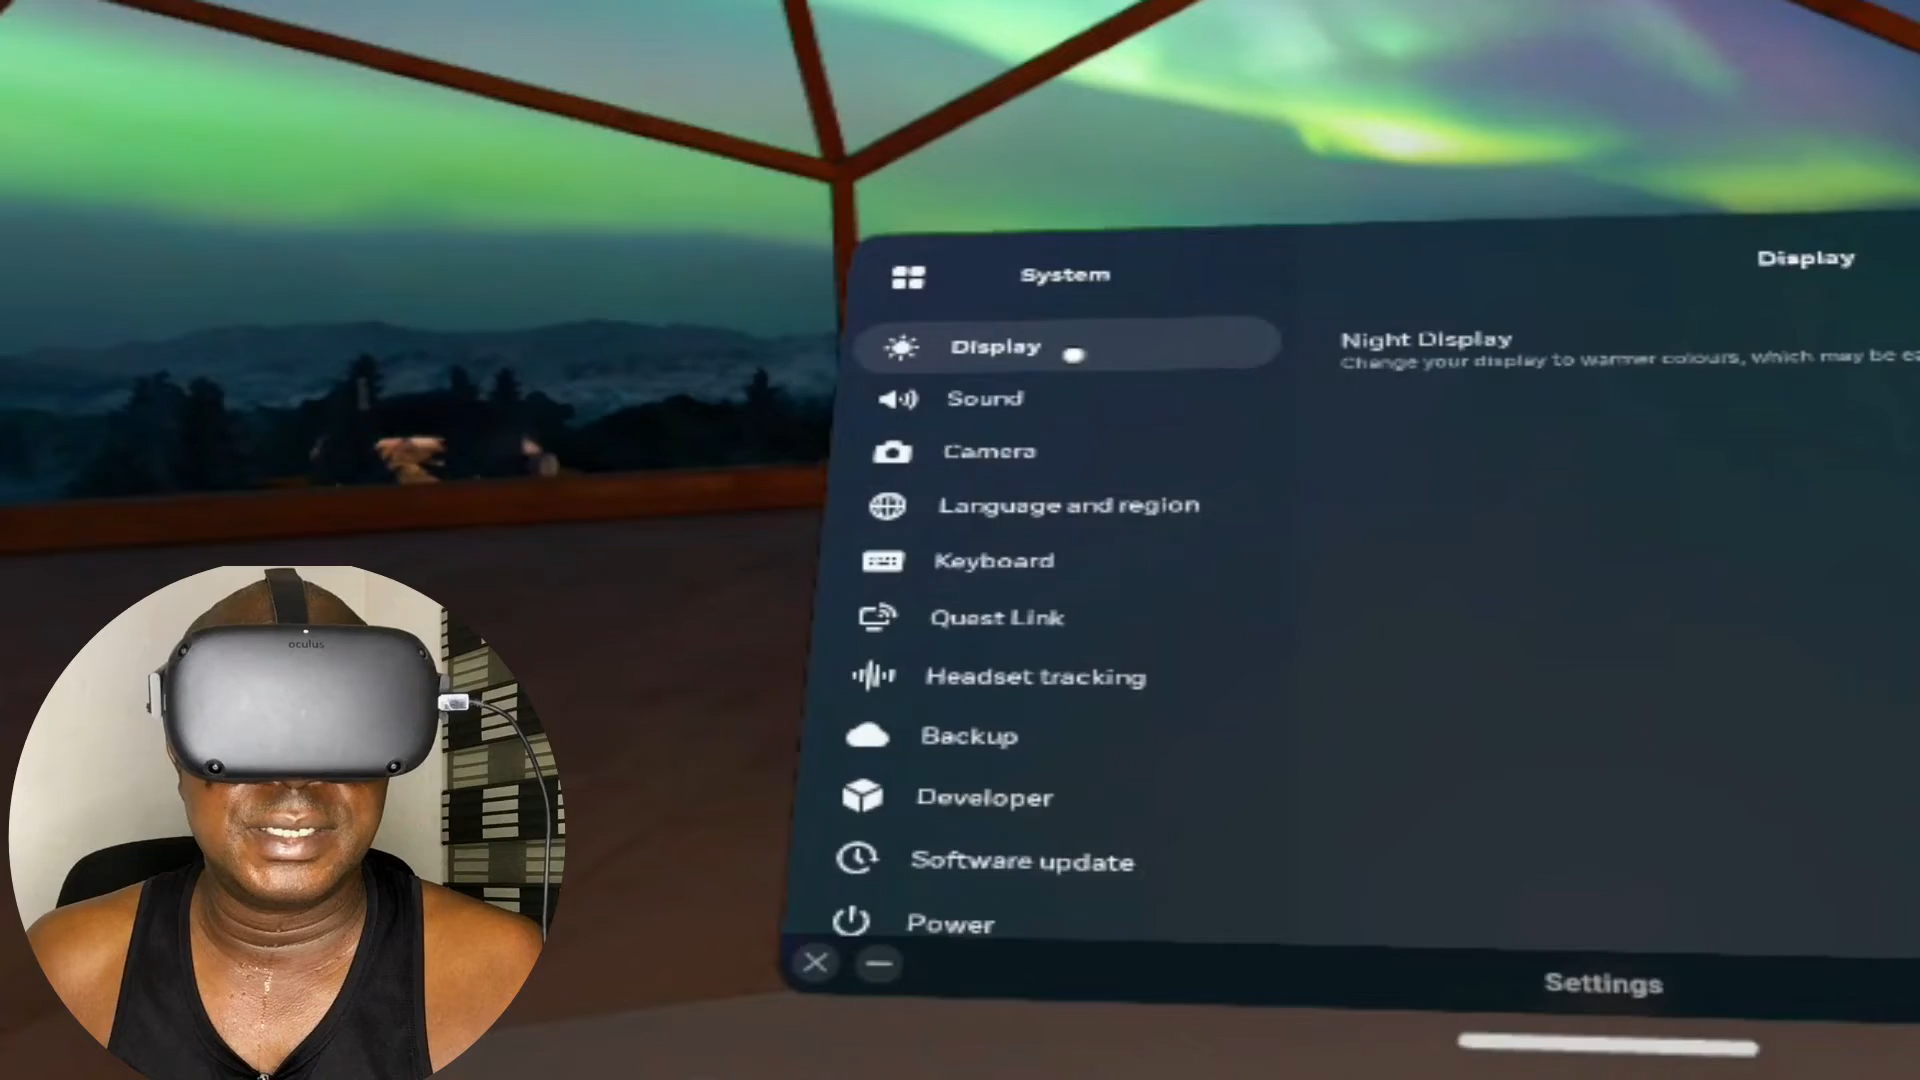 System
Display
Display
Night Display
Change your display to warmer colours, which may be
Sound
Camera
Language and region
Keyboard
Quest Link
Headset tracking
Backup
Developer
Software update
Power
Settings
oculus